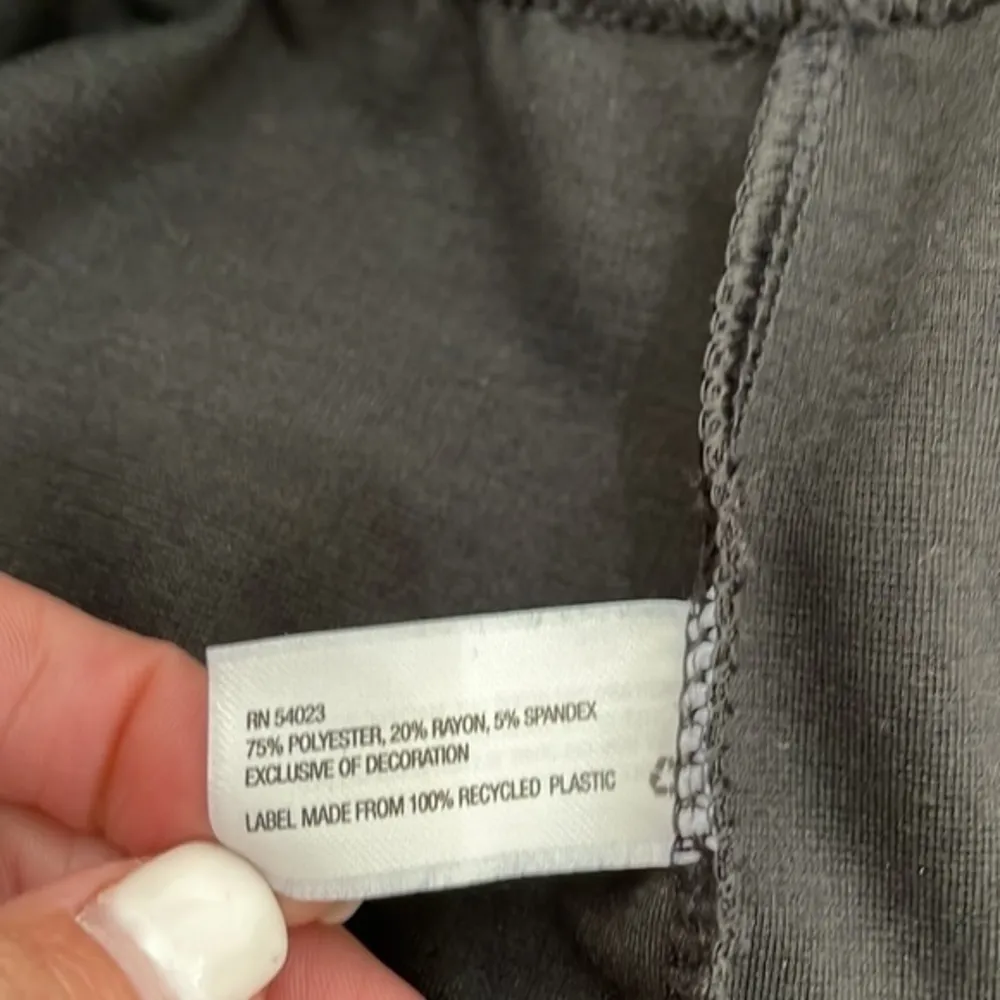 RN 54023
75% POLYESTER, 20% RAYON, 5% SPANDEX
EXCLUSIVE OF DECORATION
LABEL MADE FROM 100% RECYCLED PLASTIC